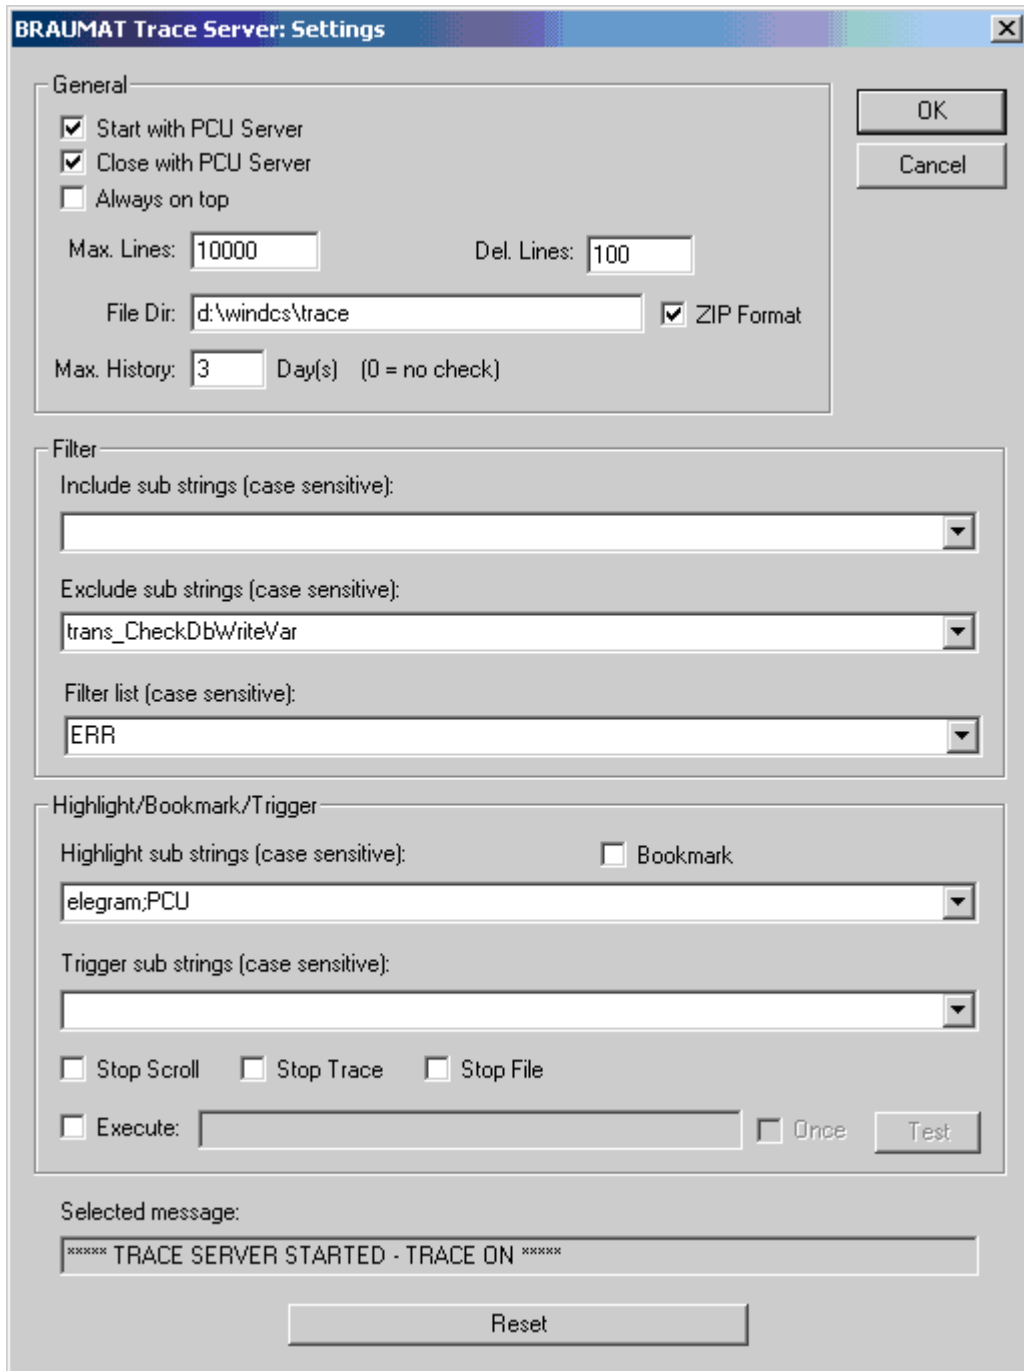 BRAUMAT Trace Server: Settings
General
Start with PCU Server
Close with PCU Server
Always on top
OK
Cancel
Max. Lines: 10000 Del. Lines: 100
File Dir: d:\windcs\trace ZIP Format
Max. History: 3 Day(s) (0 = no check)
Filter
Include sub strings (case sensitive):
Exclude sub strings (case sensitive):
trans_CheckDbWriteVar
Filter list (case sensitive):
ERR
Highlight/Bookmark/Trigger
Highlight sub strings (case sensitive): Bookmark
elegram;PCU
Trigger sub strings (case sensitive):
Stop Scroll Stop Trace Stop File
Execute: Once Test
Selected message:
***** TRACE SERVER STARTED - TRACE ON *****
Reset